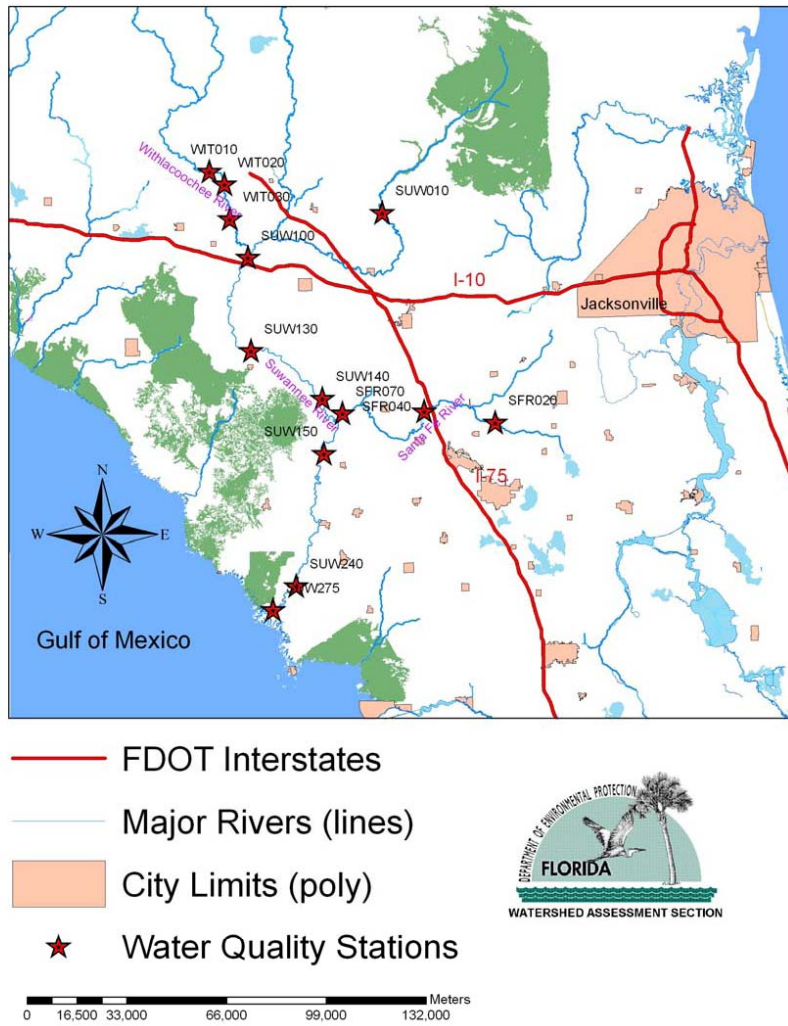 WIT010
WIT020
Withlacoochee River
WIT030
SUW010
SUW100
I-10
Jacksonville
SUW130
Suwannee River
SUW140
SFR070
SFR040
SFR020
Santa Fe River
SUW150
I-75
N
W
E
S
SUW240
W275
Gulf of Mexico
FDOT Interstates
Major Rivers (lines)
City Limits (poly)
Water Quality Stations
DEPARTMENT OF ENVIRONMENTAL PROTECTION
FLORIDA
WATERSHED ASSESSMENT SECTION
Meters
0 16,500 33,000 66,000 99,000 132,000